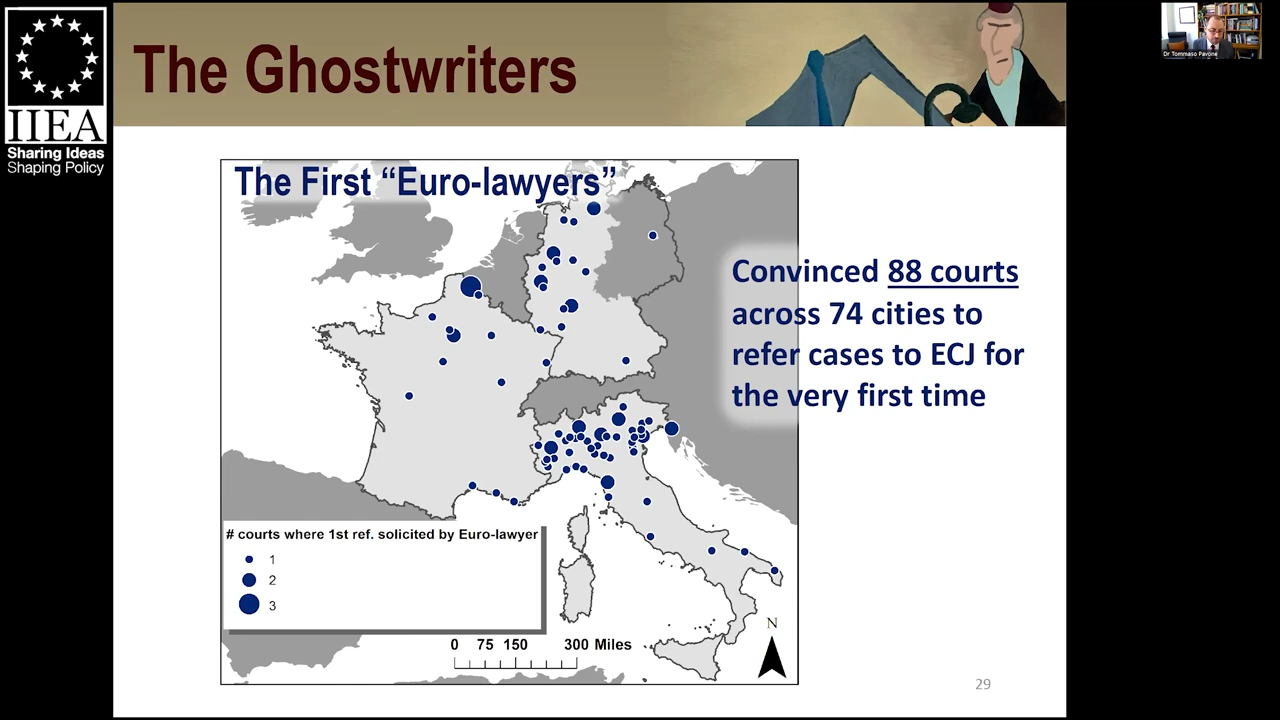 IIEA
Sharing Ideas
Shaping Policy
The Ghostwriters
Dr Tommaso Pavone
The First “Euro-lawyers”
Convinced 88 courts
across 74 cities to
refer cases to ECJ for
the very first time
# courts where 1st ref. solicited by Euro-lawyer
1
2
3
0 75 150 300 Miles
N
29